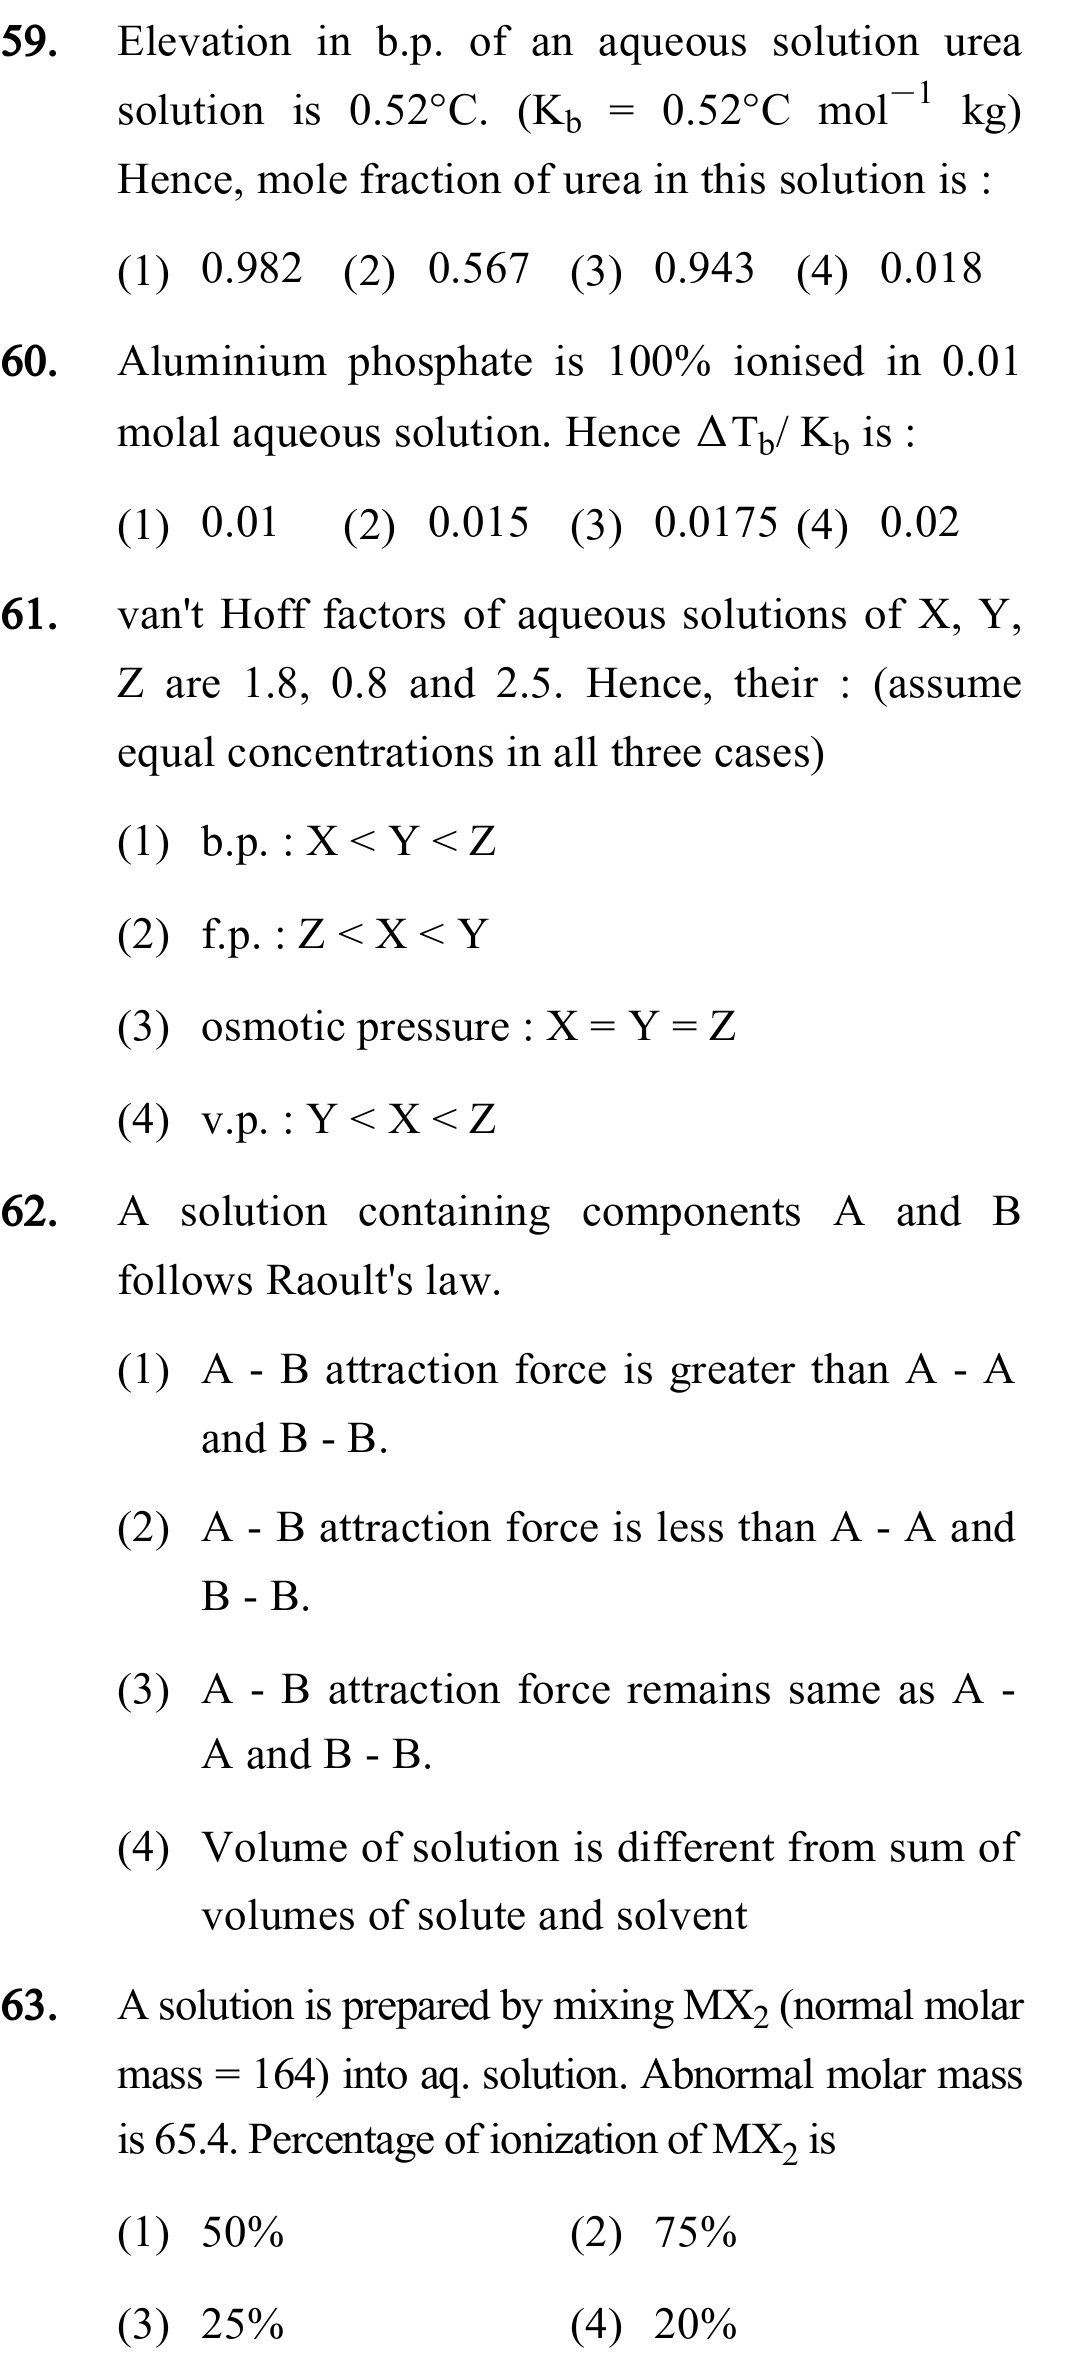 59. Elevation in b.p. of an aqueous solution urea
solution is 0.52°C. (K_b = 0.52°C mol⁻¹ kg)
Hence, mole fraction of urea in this solution is :
(1) 0.982 (2) 0.567 (3) 0.943 (4) 0.018
60. Aluminium phosphate is 100% ionised in 0.01
molal aqueous solution. Hence ΔT_b/ K_b is :
(1) 0.01 (2) 0.015 (3) 0.0175 (4) 0.02
61. van't Hoff factors of aqueous solutions of X, Y,
Z are 1.8, 0.8 and 2.5. Hence, their : (assume
equal concentrations in all three cases)
(1) b.p. : X < Y < Z
(2) f.p. : Z < X < Y
(3) osmotic pressure : X = Y = Z
(4) v.p. : Y < X < Z
62. A solution containing components A and B
follows Raoult's law.
(1) A - B attraction force is greater than A - A
and B - B.
(2) A - B attraction force is less than A - A and
B - B.
(3) A - B attraction force remains same as A -
A and B - B.
(4) Volume of solution is different from sum of
volumes of solute and solvent
63. A solution is prepared by mixing MX₂ (normal molar
mass = 164) into aq. solution. Abnormal molar mass
is 65.4. Percentage of ionization of MX₂ is
(1) 50% (2) 75%
(3) 25% (4) 20%